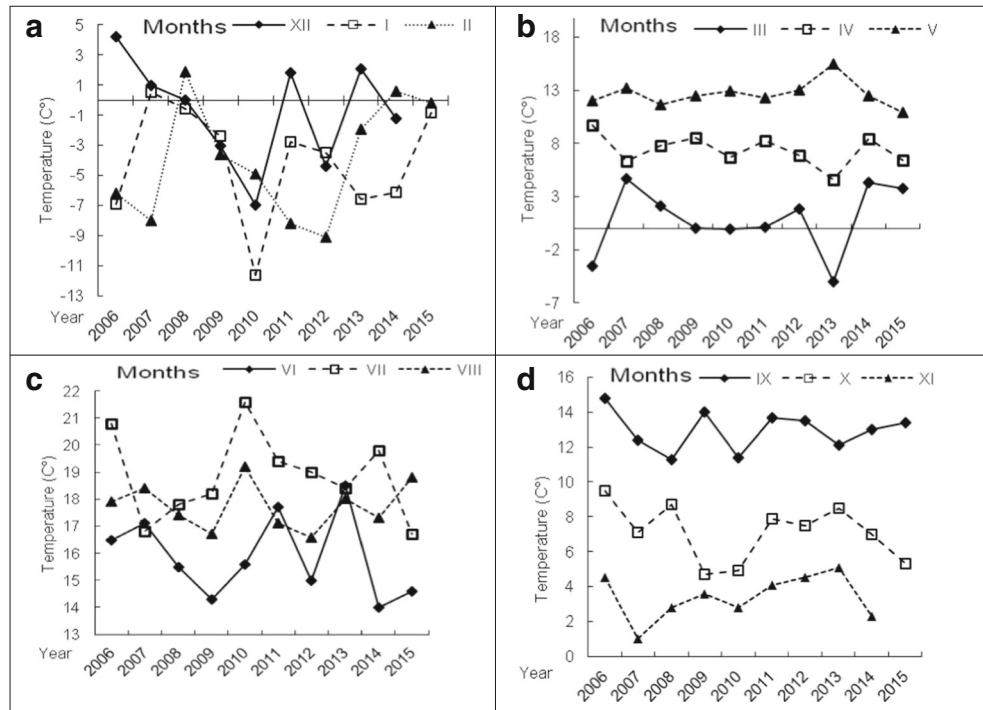 a
Months
XII I II
Temperature (C°)
5
3
1
-1
-3
-5
-7
-9
-11
-13
Year
2006 2007 2008 2009 2010 2011 2012 2013 2014 2015
b
Months
III IV V
Temperature (C°)
18
13
8
3
-2
-7
Year
2006 2007 2008 2009 2010 2011 2012 2013 2014 2015
c
Months
VI VII VIII
Temperature (C°)
22
21
20
19
18
17
16
15
14
13
Year
2006 2007 2008 2009 2010 2011 2012 2013 2014 2015
d
Months
IX X XI
Temperature (C°)
16
14
12
10
8
6
4
2
0
Year
2006 2007 2008 2009 2010 2011 2012 2013 2014 2015